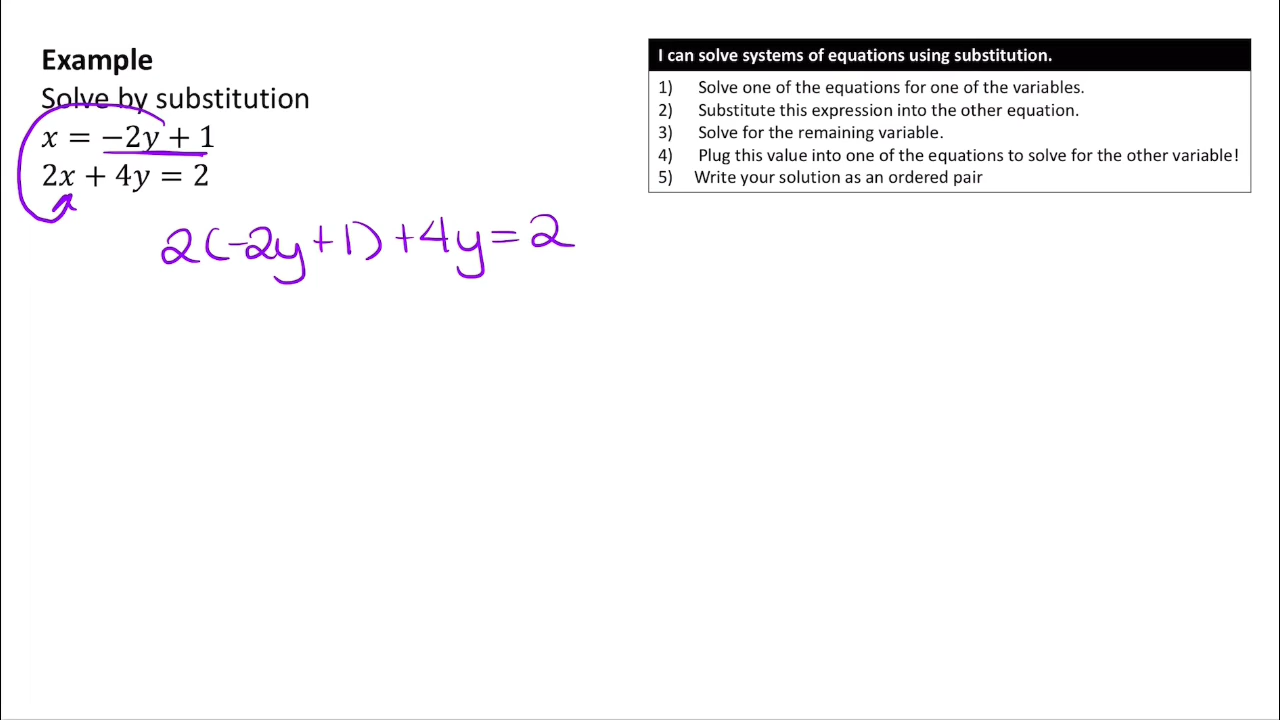 Example
Solve by substitution
x = −2y + 1
2x + 4y = 2
2(-2y+1)+4y=2
I can solve systems of equations using substitution.
1) Solve one of the equations for one of the variables.
2) Substitute this expression into the other equation.
3) Solve for the remaining variable.
4) Plug this value into one of the equations to solve for the other variable!
5) Write your solution as an ordered pair